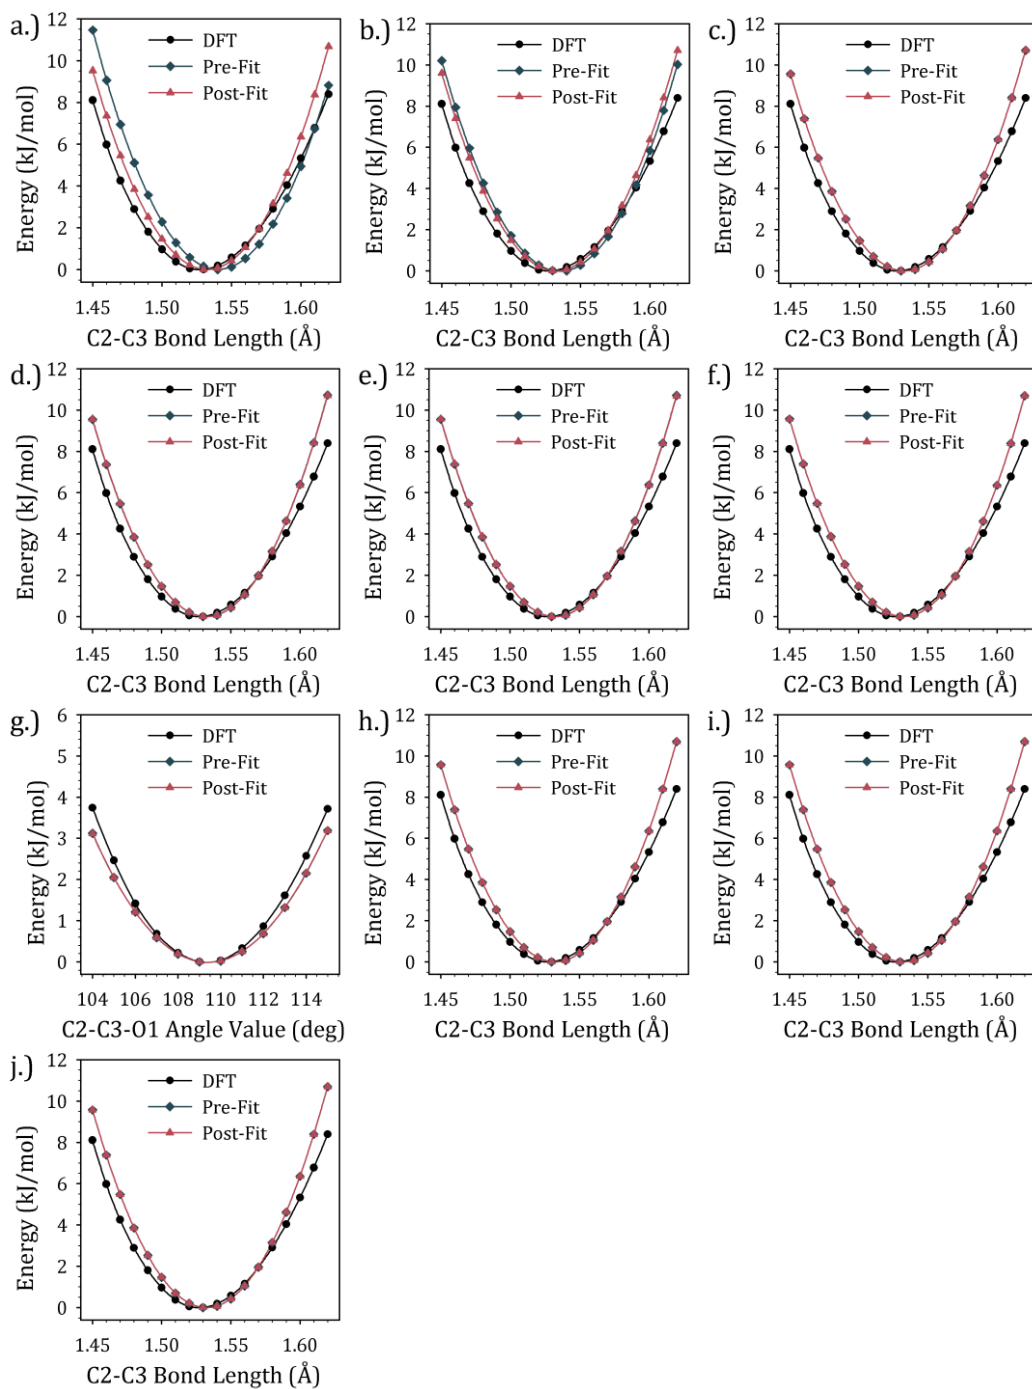 a.)
12
10
8
6
4
2
0
Energy (kJ/mol)
DFT
Pre-Fit
Post-Fit
1.45 1.50 1.55 1.60
C2-C3 Bond Length (Å)
b.)
12
10
8
6
4
2
0
Energy (kJ/mol)
DFT
Pre-Fit
Post-Fit
1.45 1.50 1.55 1.60
C2-C3 Bond Length (Å)
c.)
12
10
8
6
4
2
0
Energy (kJ/mol)
DFT
Pre-Fit
Post-Fit
1.45 1.50 1.55 1.60
C2-C3 Bond Length (Å)
d.)
12
10
8
6
4
2
0
Energy (kJ/mol)
DFT
Pre-Fit
Post-Fit
1.45 1.50 1.55 1.60
C2-C3 Bond Length (Å)
e.)
12
10
8
6
4
2
0
Energy (kJ/mol)
DFT
Pre-Fit
Post-Fit
1.45 1.50 1.55 1.60
C2-C3 Bond Length (Å)
f.)
12
10
8
6
4
2
0
Energy (kJ/mol)
DFT
Pre-Fit
Post-Fit
1.45 1.50 1.55 1.60
C2-C3 Bond Length (Å)
g.)
6
5
4
3
2
1
0
Energy (kJ/mol)
DFT
Pre-Fit
Post-Fit
104 106 108 110 112 114
C2-C3-O1 Angle Value (deg)
h.)
12
10
8
6
4
2
0
Energy (kJ/mol)
DFT
Pre-Fit
Post-Fit
1.45 1.50 1.55 1.60
C2-C3 Bond Length (Å)
i.)
12
10
8
6
4
2
0
Energy (kJ/mol)
DFT
Pre-Fit
Post-Fit
1.45 1.50 1.55 1.60
C2-C3 Bond Length (Å)
j.)
12
10
8
6
4
2
0
Energy (kJ/mol)
DFT
Pre-Fit
Post-Fit
1.45 1.50 1.55 1.60
C2-C3 Bond Length (Å)